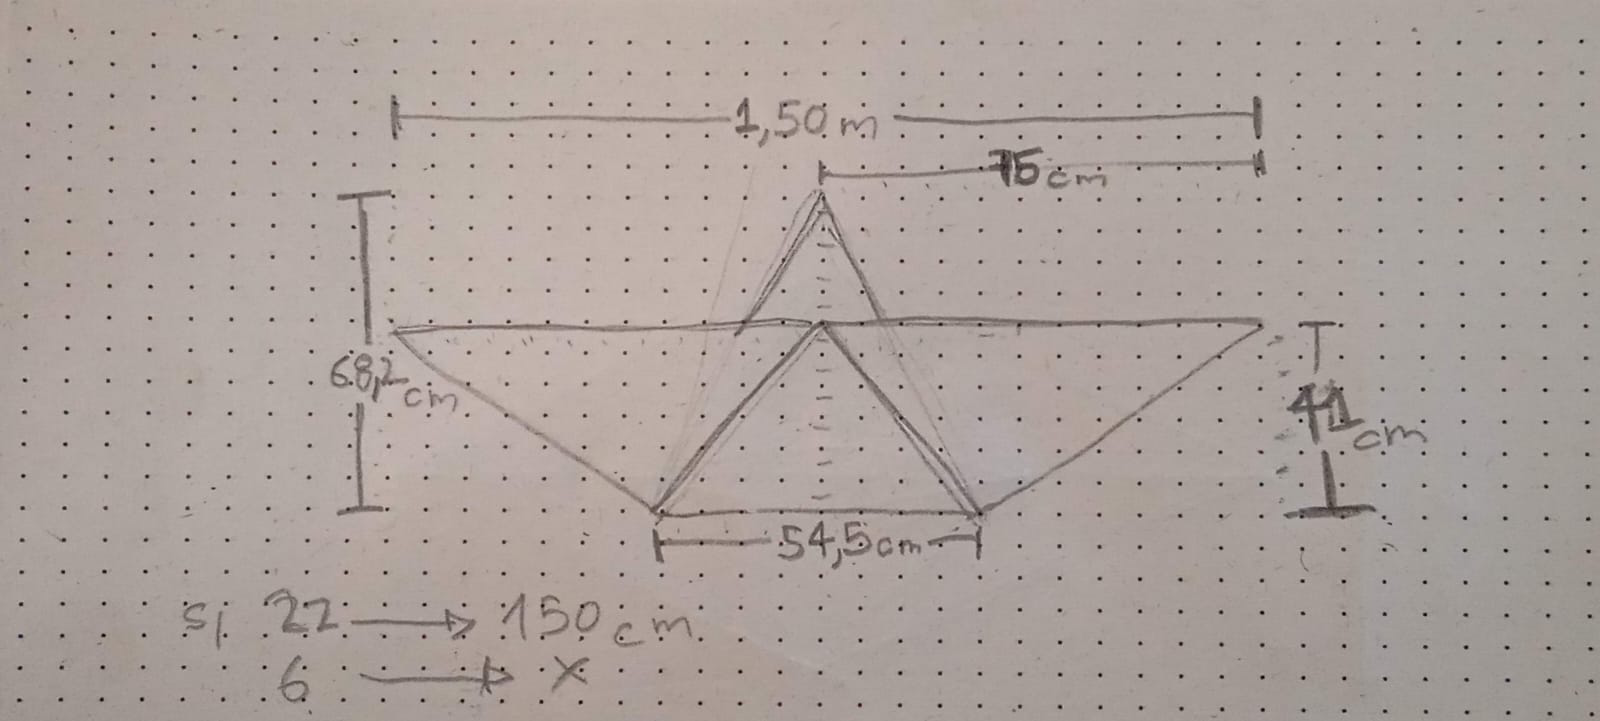 1,50 m
75 cm
68,2 cm
41 cm
54,5 cm
si 22 → 150 cm
6 → x